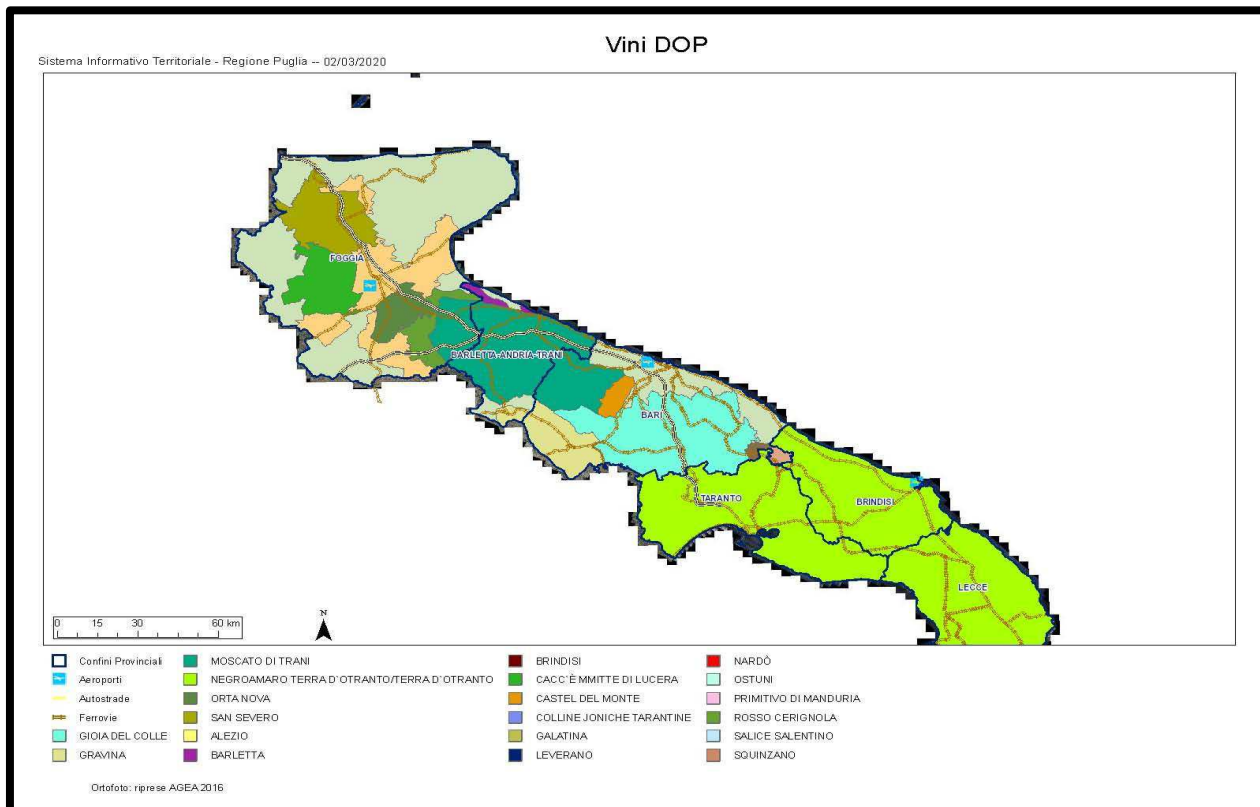 Vini DOP
Sistema Informativo Territoriale - Regione Puglia -- 02/03/2020
FOGGIA
BARLETTA-ANDRIA-TRANI
BARI
TARANTO
BRINDISI
LECCE
0 15 30 60 km
N
Confini Provinciali
Aeroporti
Autostrade
Ferrovie
GIOIA DEL COLLE
GRAVINA
MOSCATO DI TRANI
NEGROAMARO TERRA D'OTRANTO/TERRA D'OTRANTO
ORTA NOVA
SAN SEVERO
ALEZIO
BARLETTA
BRINDISI
CACC'È MMITTE DI LUCERA
CASTEL DEL MONTE
COLLINE JONICHE TARANTINE
GALATINA
LEVERANO
NARDÒ
OSTUNI
PRIMITIVO DI MANDURIA
ROSSO CERIGNOLA
SALICE SALENTINO
SQUINZANO
Ortofoto: riprese AGEA 2016